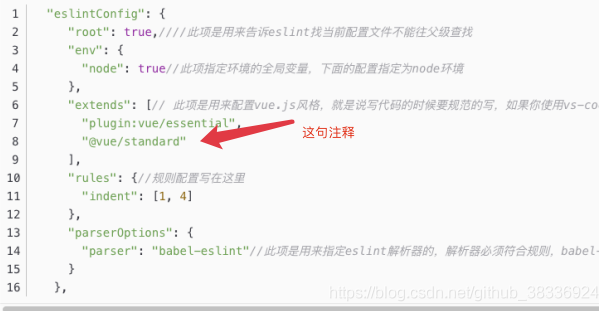 1 "eslintConfig": {
2 "root": true,////此项是用来告诉eslint找当前配置文件不能往父级查找
3 "env": {
4 "node": true//此项指定环境的全局变量，下面的配置指定为node环境
5 },
6 "extends": [// 此项是用来配置vue.js风格，就是说写代码的时候要规范的写，如果你使用vs-co
7 "plugin:vue/essential",
8 "@vue/standard"
这句注释
9 ],
10 "rules": {//规则配置写在这里
11 "indent": [1, 4]
12 },
13 "parserOptions": {
14 "parser": "babel-eslint"//此项是用来指定eslint解析器的，解析器必须符合规则，babel-
15 }
16 },
https://blog.csdn.net/github_38336924